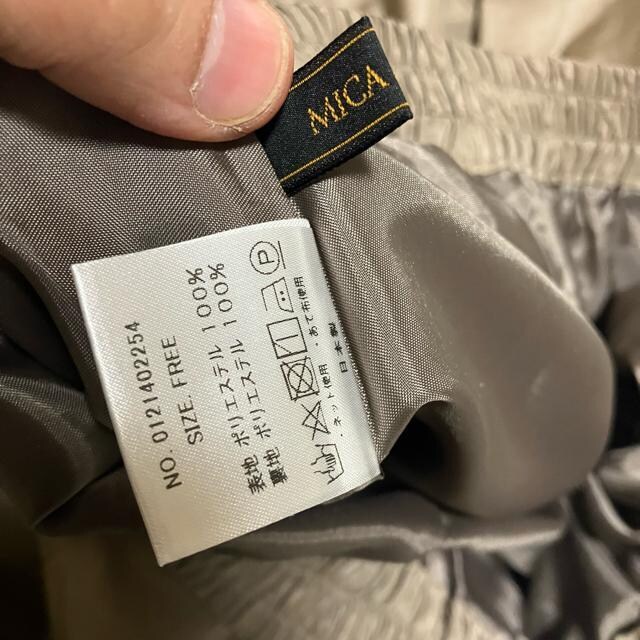 MICA
NO. 0121402254
SIZE. FREE
表地 ポリエステル 100%
裏地 ポリエステル 100%
P
・ネット使用 ・あて布使用
日本製